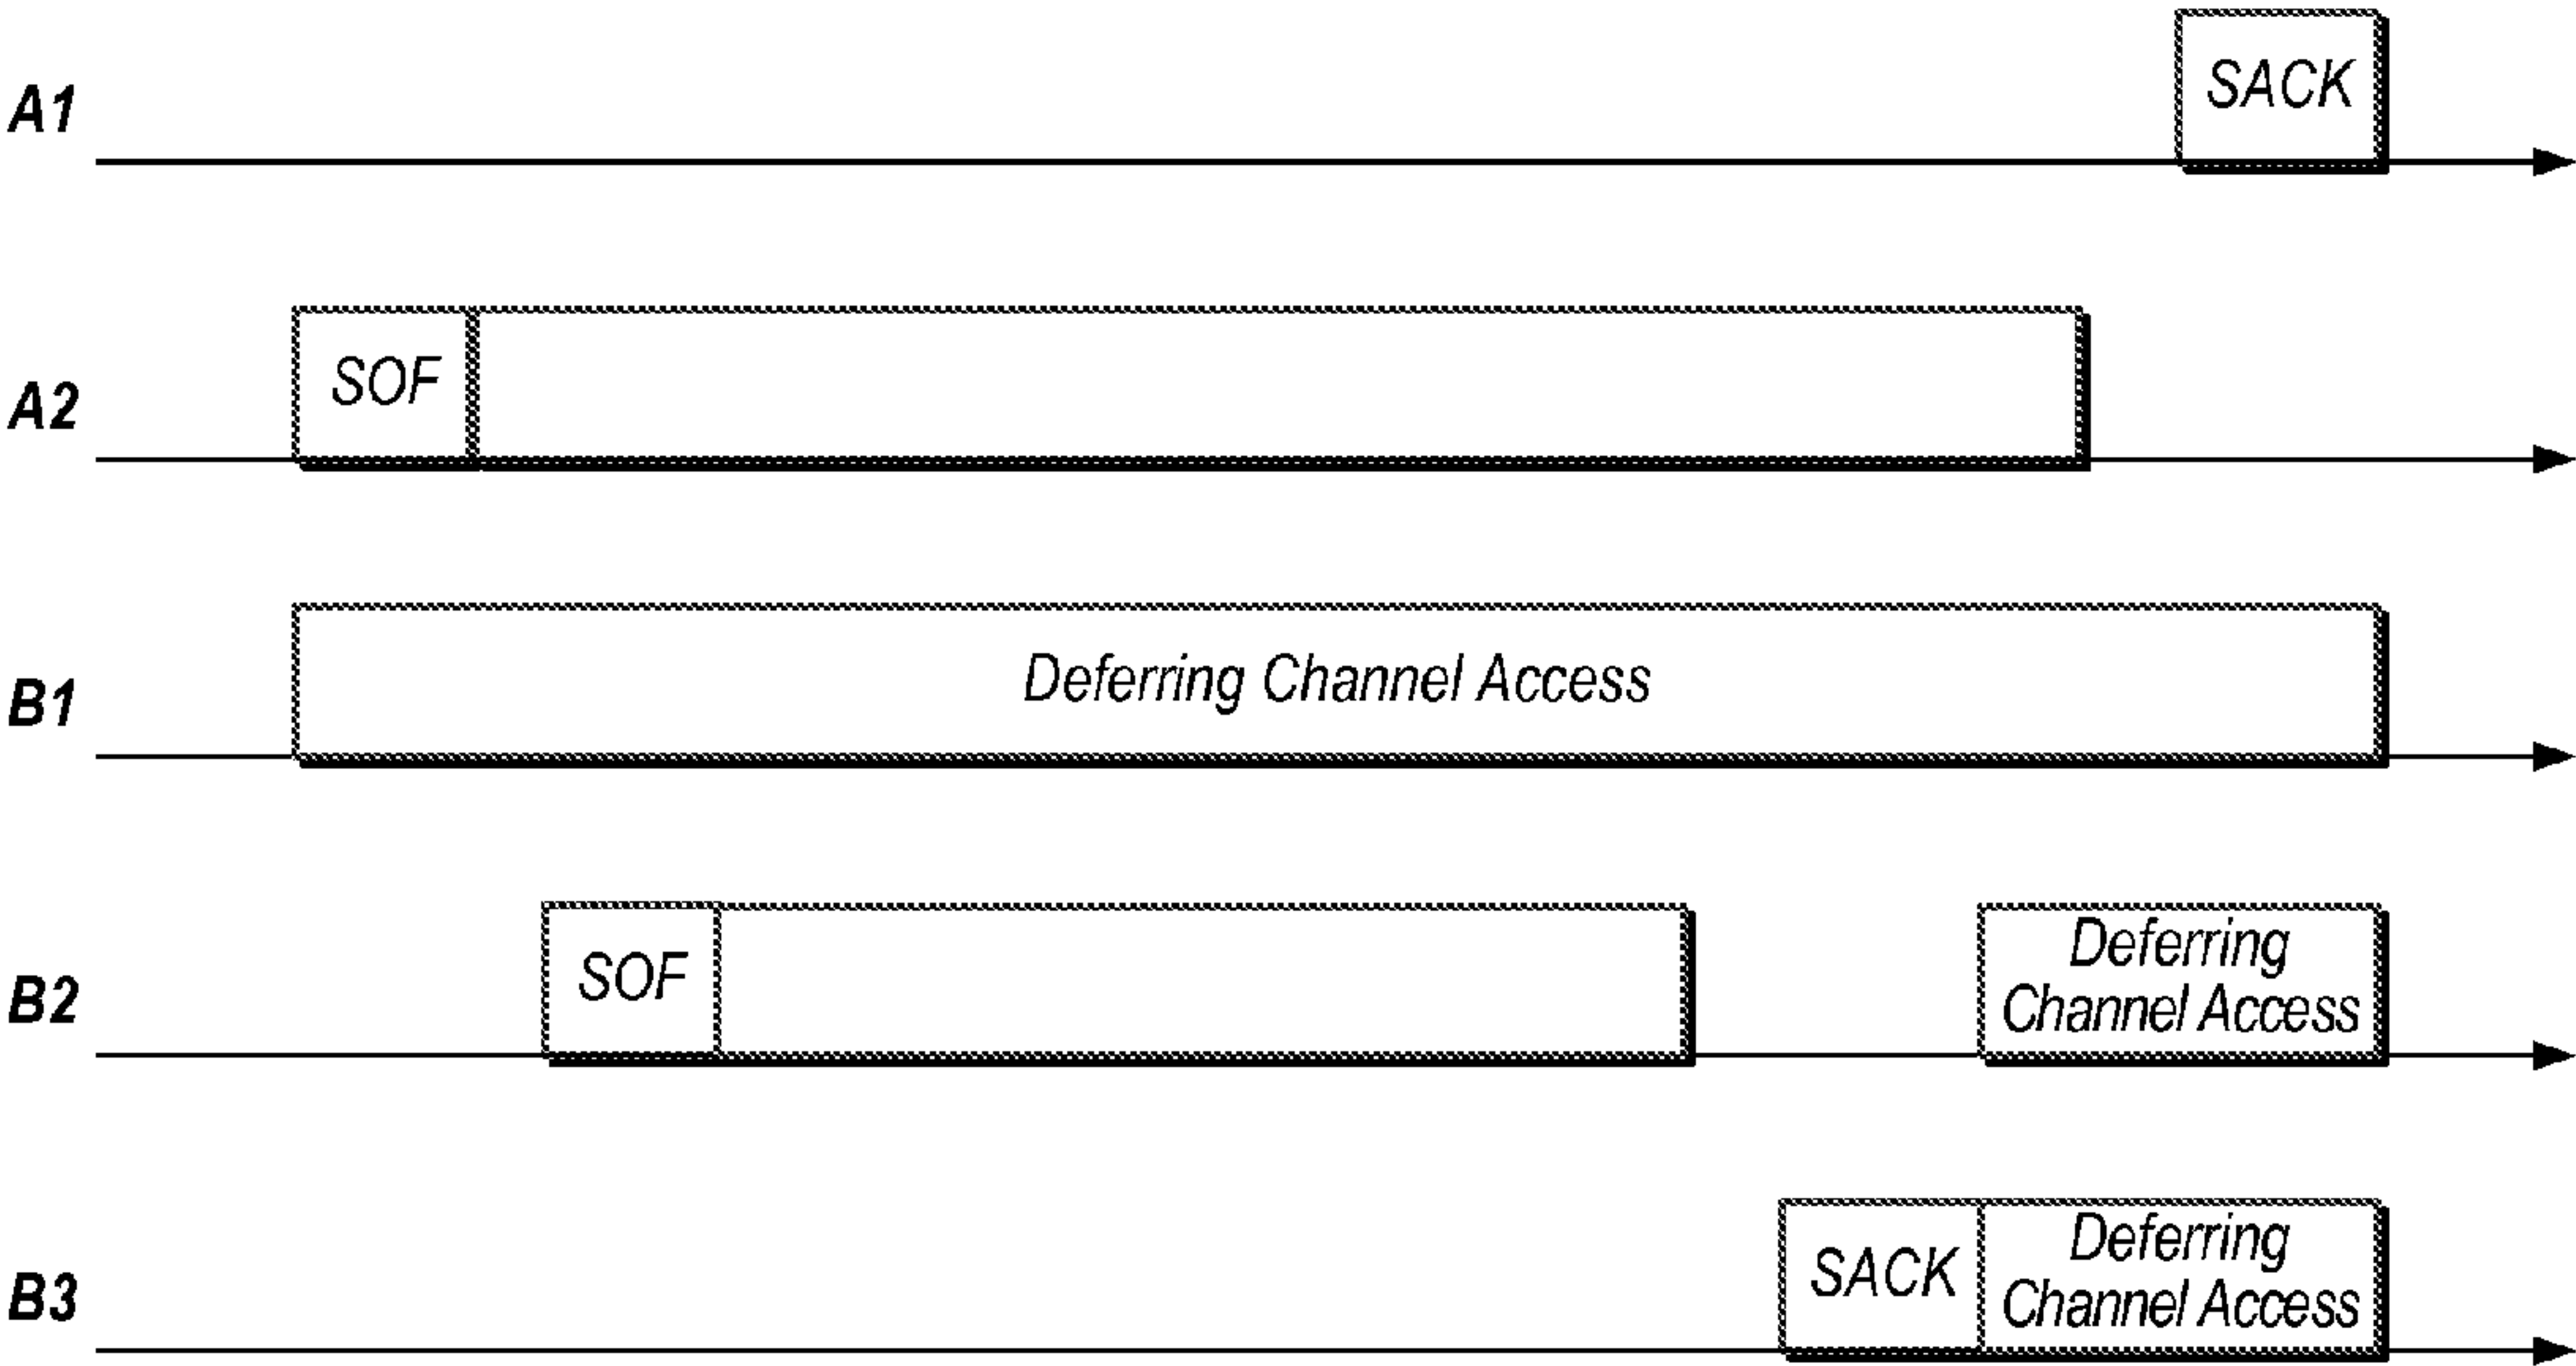 A1
SACK
A2
SOF
B1
Deferring Channel Access
B2
SOF
Deferring
Channel Access
B3
SACK
Deferring
Channel Access